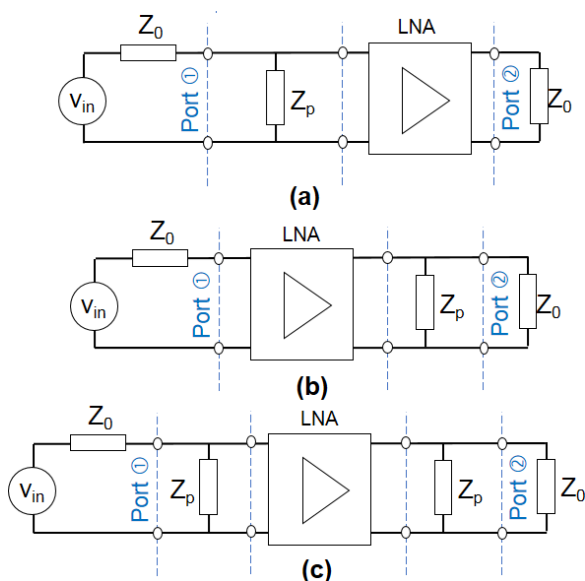 Z0 LNA
Vin Port ① Zp Port ② Z0
(a)
Z0 LNA
Vin Port ① Zp Port ② Z0
(b)
Z0 LNA
Vin Port ① Zp Zp Port ② Z0
(c)